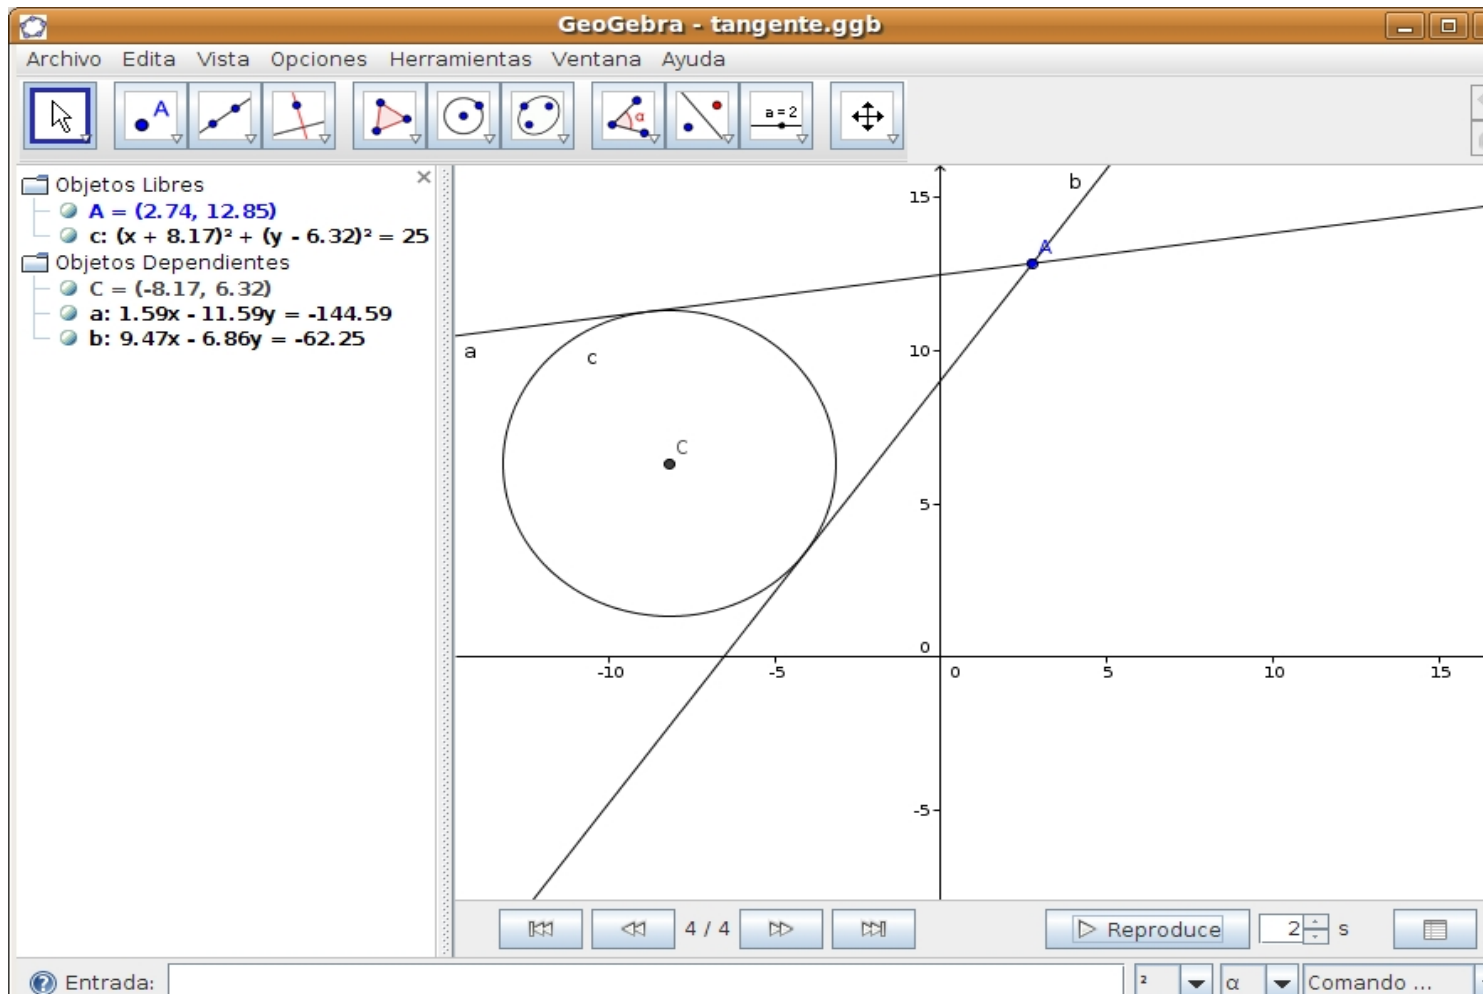 GeoGebra - tangente.ggb
Archivo Edita Vista Opciones Herramientas Ventana Ayuda
A α a = 2
Objetos Libres
A = (2.74, 12.85)
c: (x + 8.17)² + (y - 6.32)² = 25
Objetos Dependientes
C = (-8.17, 6.32)
a: 1.59x - 11.59y = -144.59
b: 9.47x - 6.86y = -62.25
b
15
A
10
a
c
C
5
0
-10 -5 0 5 10 15
-5
4 / 4 Reproduce 2 s
Entrada: ² α Comando ...